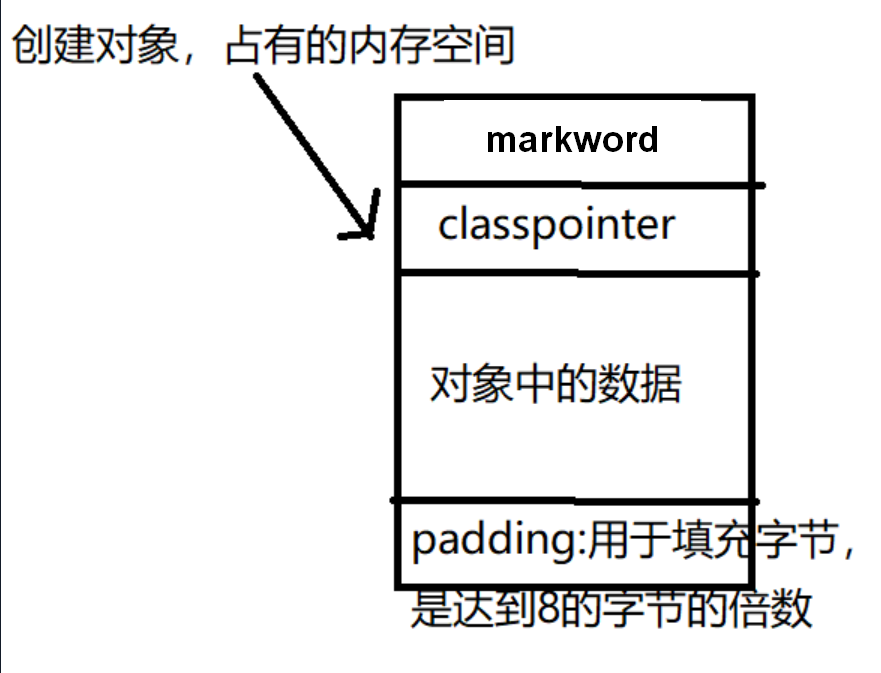 创建对象，占有的内存空间
markword
classpointer
对象中的数据
padding:用于填充字节，
是达到8的字节的倍数